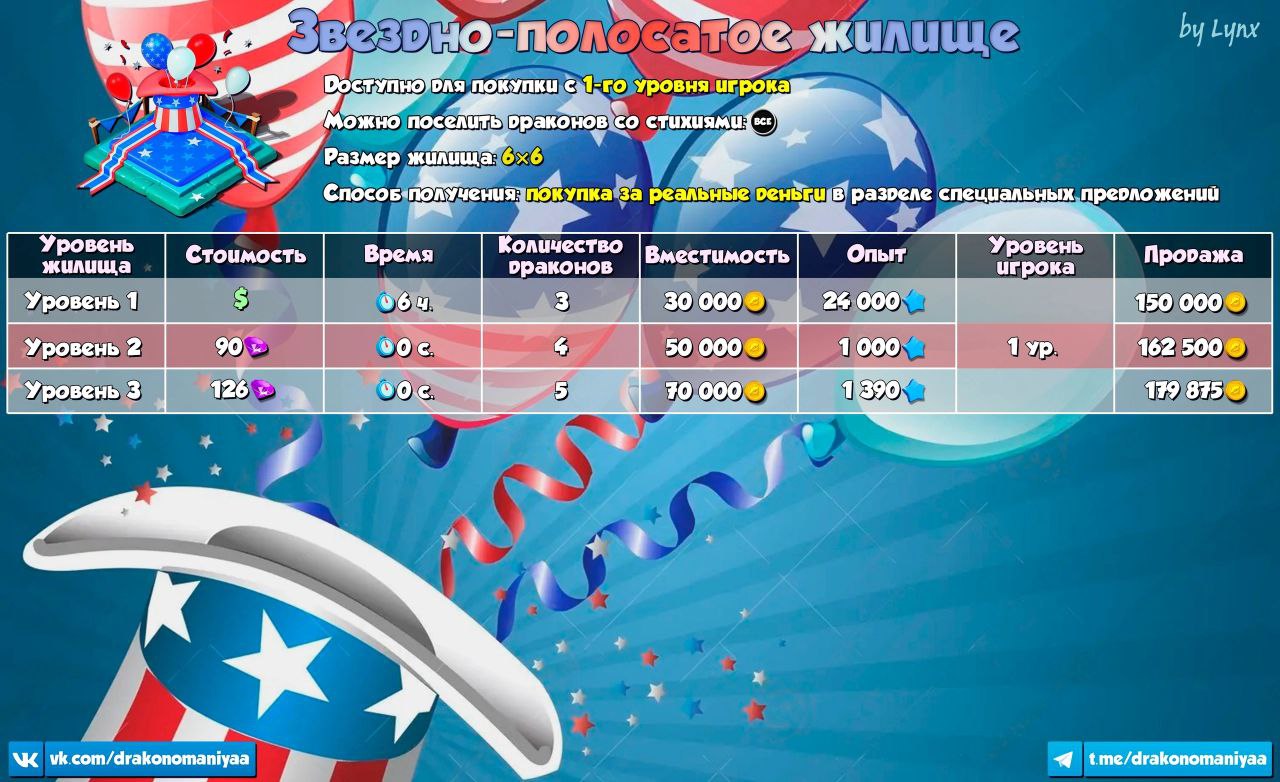 Звездно-полосатое жилище
by Lynx
Доступно для покупки с 1-го уровня игрока
Можно поселить драконов со стихиями: ВСЕ
Размер жилища: 6×6
Способ получения: покупка за реальные деньги в разделе специальных предложений
Уровень жилища Стоимость Время Количество драконов Вместимость Опыт Уровень игрока Продажа
Уровень 1 $ 6 ч. 3 30 000 24 000 150 000
Уровень 2 90 0 с. 4 50 000 1 000 1 ур. 162 500
Уровень 3 126 0 с. 5 70 000 1 390 179 875
vk.com/drakonomaniyaa
t.me/drakonomaniyaa